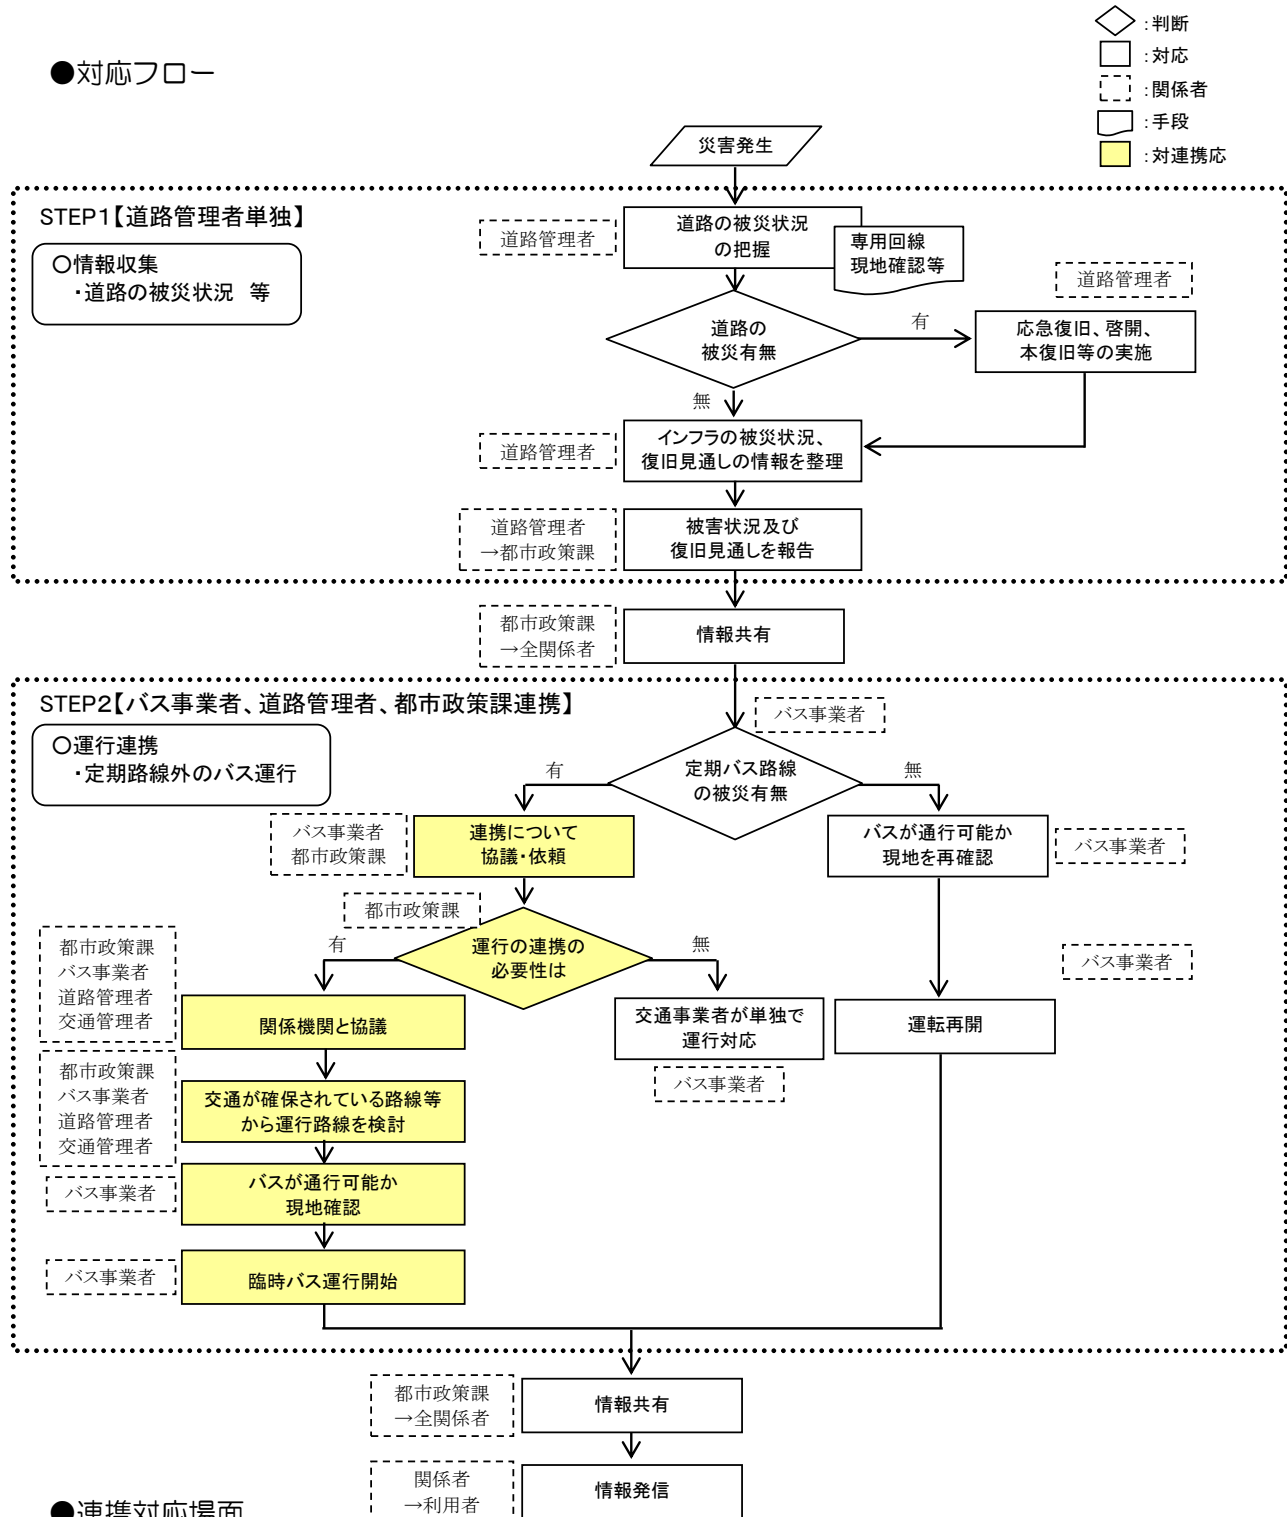 ：判断
：対応
：関係者
：手段
：対連携応
●対応フロー
災害発生
STEP1【道路管理者単独】
○情報収集
・道路の被災状況　等
道路管理者
道路の被災状況
の把握
専用回線
現地確認等
道路管理者
道路の
被災有無
有
応急復旧、啓開、
本復旧等の実施
無
道路管理者
インフラの被災状況、
復旧見通しの情報を整理
道路管理者
→都市政策課
被害状況及び
復旧見通しを報告
都市政策課
→全関係者
情報共有
STEP2【バス事業者、道路管理者、都市政策課連携】
○運行連携
・定期路線外のバス運行
バス事業者
定期バス路線
の被災有無
有
無
バス事業者
都市政策課
連携について
協議・依頼
バスが通行可能か
現地を再確認
バス事業者
都市政策課
運行の連携の
必要性は
有
無
都市政策課
バス事業者
道路管理者
交通管理者
関係機関と協議
交通事業者が単独で
運行対応
バス事業者
バス事業者
運転再開
都市政策課
バス事業者
道路管理者
交通管理者
交通が確保されている路線等
から運行路線を検討
バス事業者
バスが通行可能か
現地確認
バス事業者
臨時バス運行開始
都市政策課
→全関係者
情報共有
関係者
→利用者
情報発信
●連携対応場面